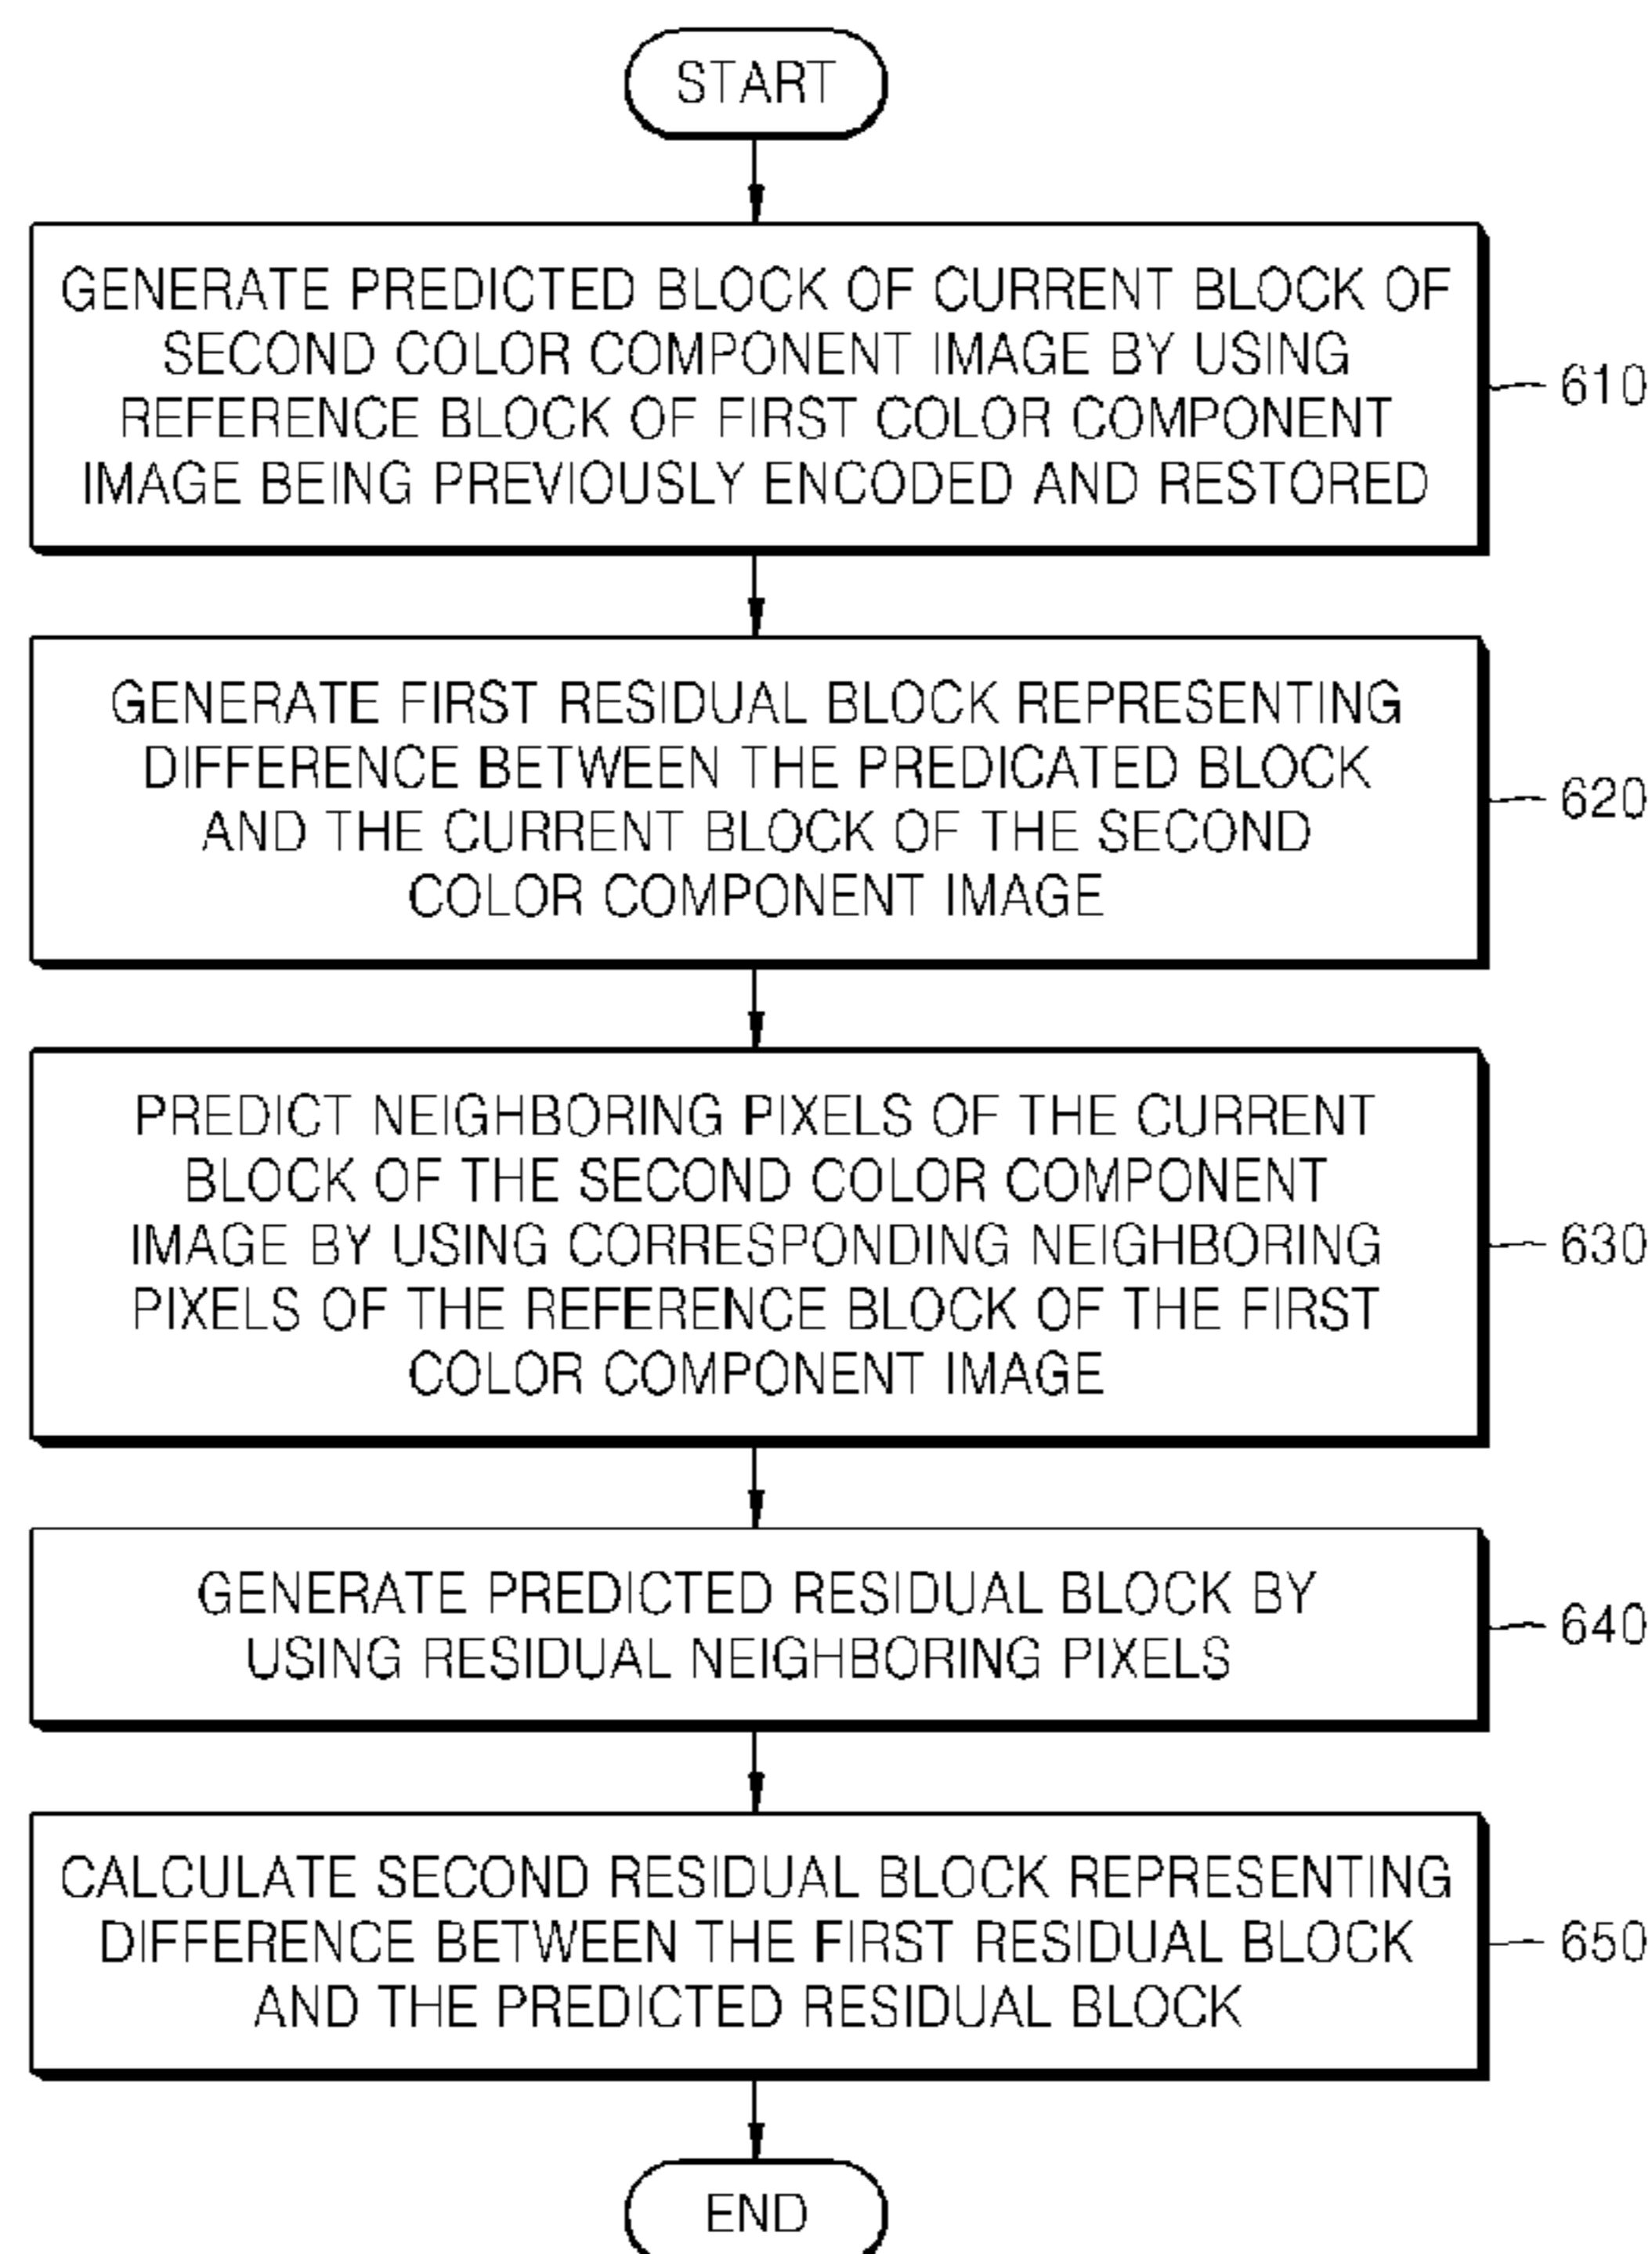 START
GENERATE PREDICTED BLOCK OF CURRENT BLOCK OF
SECOND COLOR COMPONENT IMAGE BY USING
REFERENCE BLOCK OF FIRST COLOR COMPONENT
IMAGE BEING PREVIOUSLY ENCODED AND RESTORED
610
GENERATE FIRST RESIDUAL BLOCK REPRESENTING
DIFFERENCE BETWEEN THE PREDICATED BLOCK
AND THE CURRENT BLOCK OF THE SECOND
COLOR COMPONENT IMAGE
620
PREDICT NEIGHBORING PIXELS OF THE CURRENT
BLOCK OF THE SECOND COLOR COMPONENT
IMAGE BY USING CORRESPONDING NEIGHBORING
PIXELS OF THE REFERENCE BLOCK OF THE FIRST
COLOR COMPONENT IMAGE
630
GENERATE PREDICTED RESIDUAL BLOCK BY
USING RESIDUAL NEIGHBORING PIXELS
640
CALCULATE SECOND RESIDUAL BLOCK REPRESENTING
DIFFERENCE BETWEEN THE FIRST RESIDUAL BLOCK
AND THE PREDICTED RESIDUAL BLOCK
650
END